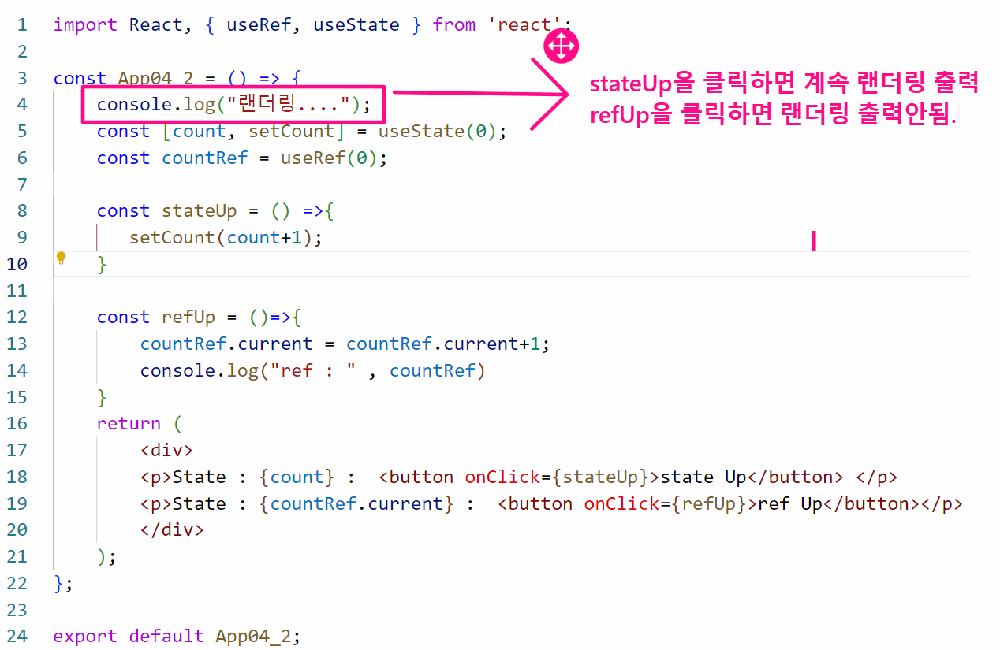 1 import React, { useRef, useState } from 'react';
2
3 const App04_2 = () => {
4 console.log("랜더링....");
stateUp을 클릭하면 계속 랜더링 출력
refUp을 클릭하면 랜더링 출력안됨.
5 const [count, setCount] = useState(0);
6 const countRef = useRef(0);
7
8 const stateUp = () =>{
9 setCount(count+1);
10 }
11
12 const refUp = ()=>{
13 countRef.current = countRef.current+1;
14 console.log("ref : " , countRef)
15 }
16 return (
17 <div>
18 <p>State : {count} :  <button onClick={stateUp}>state Up</button> </p>
19 <p>State : {countRef.current} :  <button onClick={refUp}>ref Up</button></p>
20 </div>
21 );
22 };
23
24 export default App04_2;